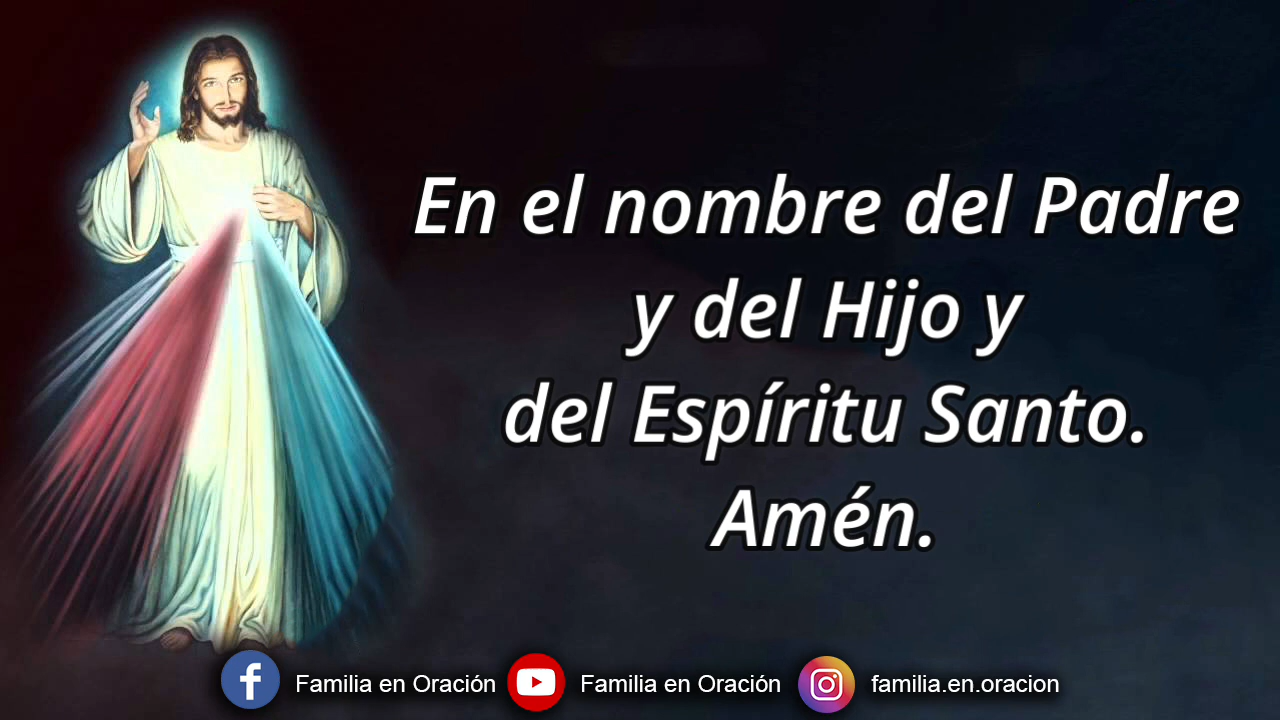 En el nombre del Padre
y del Hijo y
del Espíritu Santo.
Amén.
Familia en Oración Familia en Oración familia.en.oracion